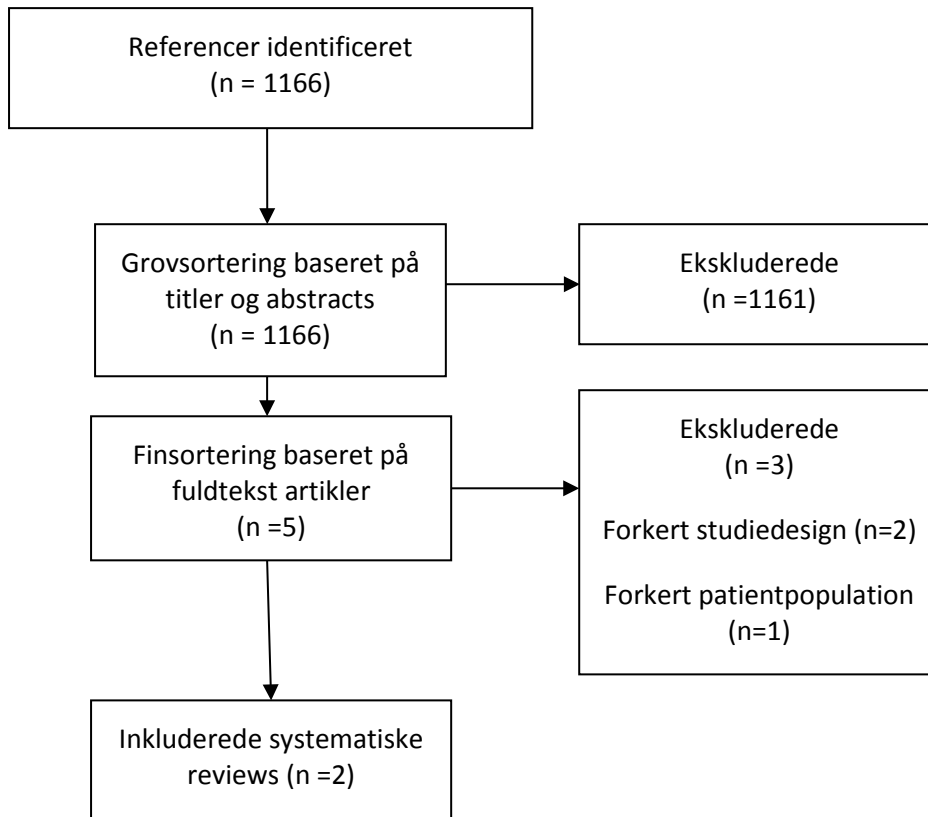 Referencer identificeret
(n = 1166)
Grovsortering baseret på
titler og abstracts
(n = 1166)
Ekskluderede
(n =1161)
Finsortering baseret på
fuldtekst artikler
(n =5)
Ekskluderede
(n =3)
Forkert studiedesign (n=2)
Forkert patientpopulation
(n=1)
Inkluderede systematiske
reviews (n =2)